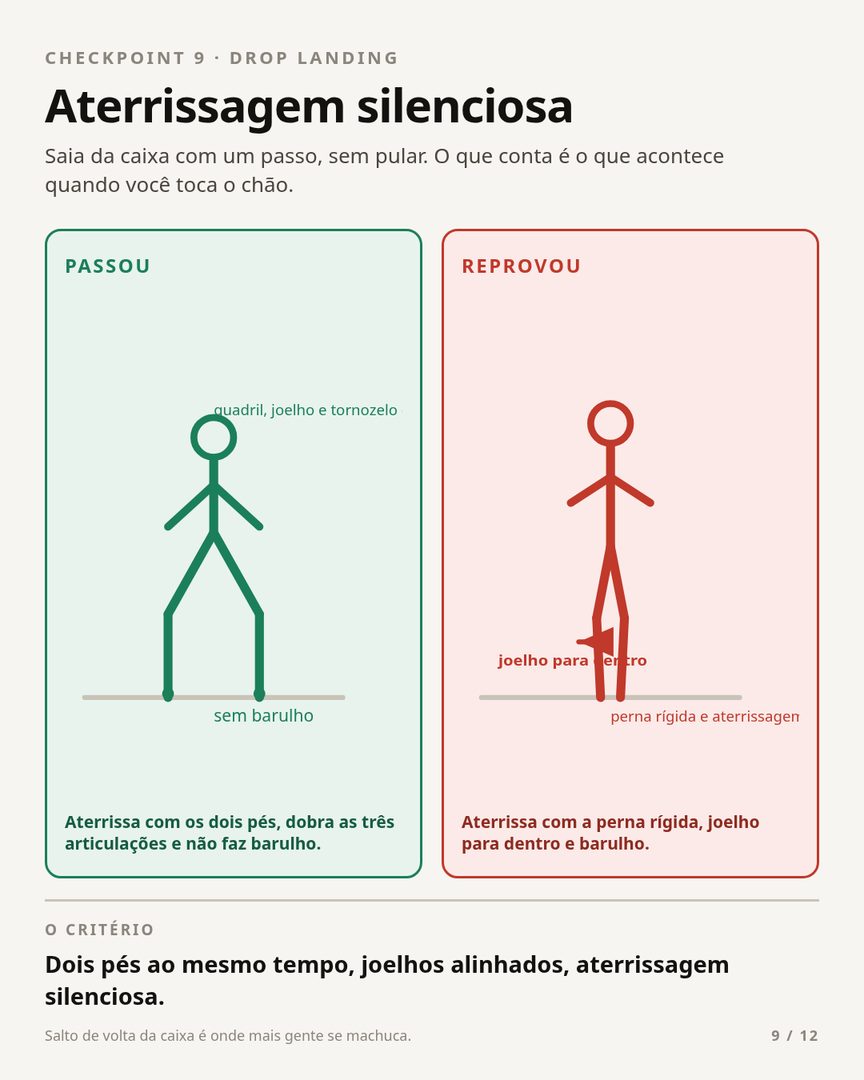 CHECKPOINT 9 · DROP LANDING
Aterrissagem silenciosa
Saia da caixa com um passo, sem pular. O que conta é o que acontece
quando você toca o chão.
PASSOU
quadril, joelho e tornozelo
sem barulho
Aterrissa com os dois pés, dobra as três
articulações e não faz barulho.
REPROVOU
joelho para dentro
perna rígida e aterrissagem
Aterrissa com a perna rígida, joelho
para dentro e barulho.
O CRITÉRIO
Dois pés ao mesmo tempo, joelhos alinhados, aterrissagem
silenciosa.
Salto de volta da caixa é onde mais gente se machuca.
9 / 12